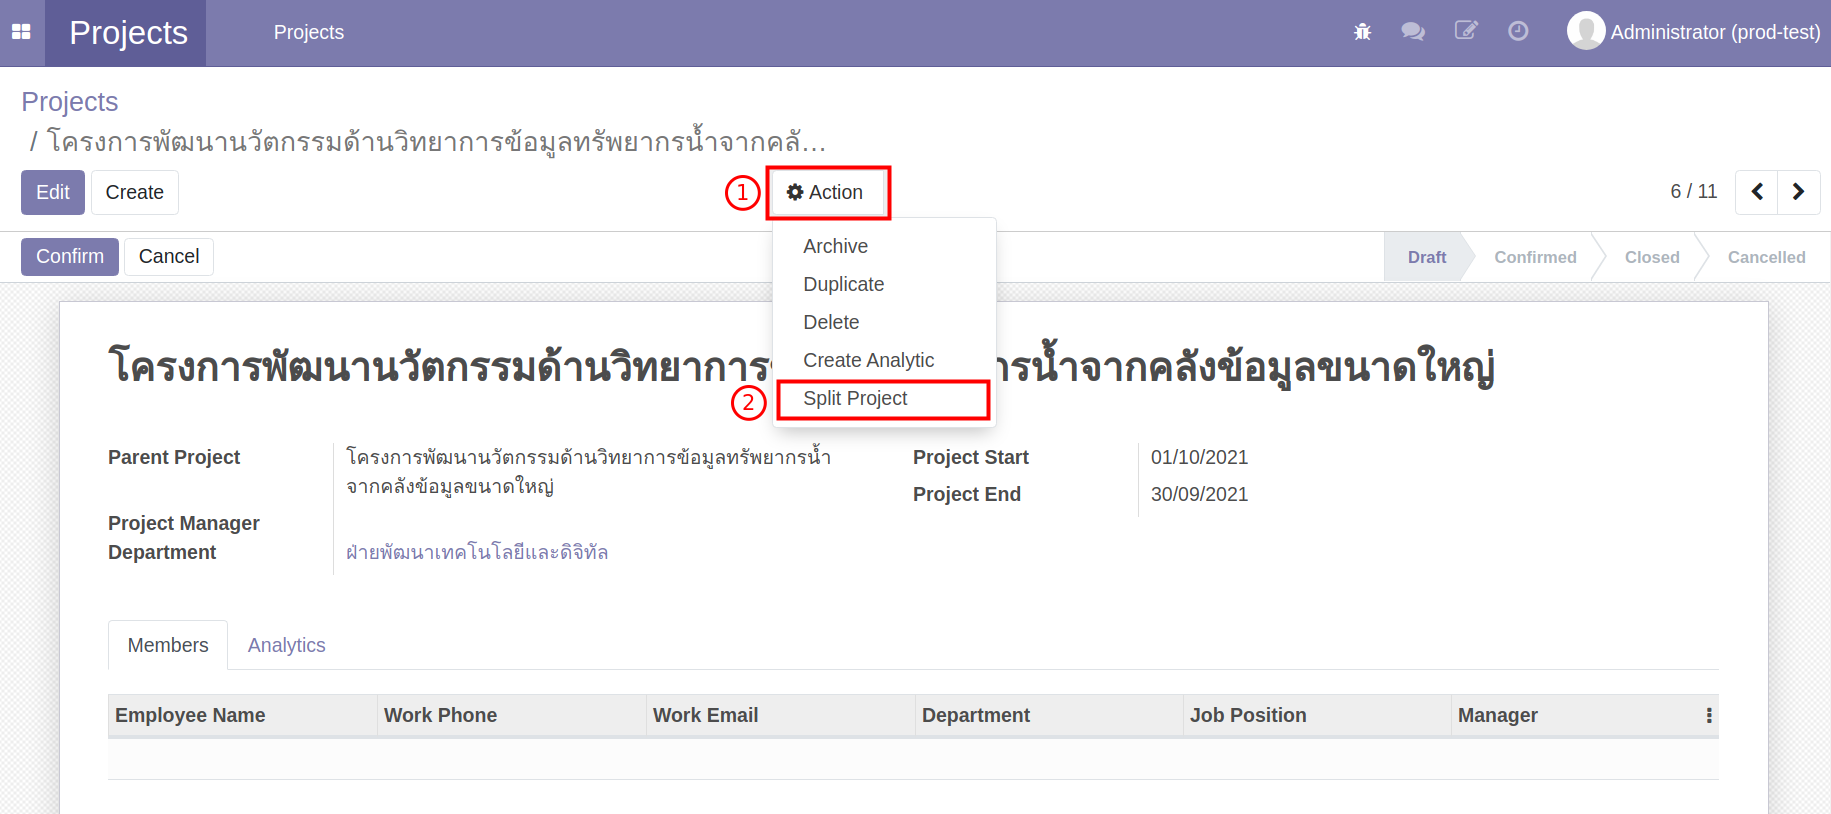 Projects
Projects
Administrator (prod-test)
Projects
/ โครงการพัฒนานวัตกรรมด้านวิทยาการข้อมูลทรัพยากรน้ำจากคลั...
Edit
Create
1
Action
6 / 11
Confirm
Cancel
Archive
Duplicate
Delete
Create Analytic
2
Split Project
Draft
Confirmed
Closed
Cancelled
โครงการพัฒนานวัตกรรมด้านวิทยาการ
รน้ำจากคลังข้อมูลขนาดใหญ่
Parent Project
โครงการพัฒนานวัตกรรมด้านวิทยาการข้อมูลทรัพยากรน้ำ
จากคลังข้อมูลขนาดใหญ่
Project Manager
Department
ฝ่ายพัฒนาเทคโนโลยีและดิจิทัล
Project Start
01/10/2021
Project End
30/09/2021
Members
Analytics
Employee Name
Work Phone
Work Email
Department
Job Position
Manager